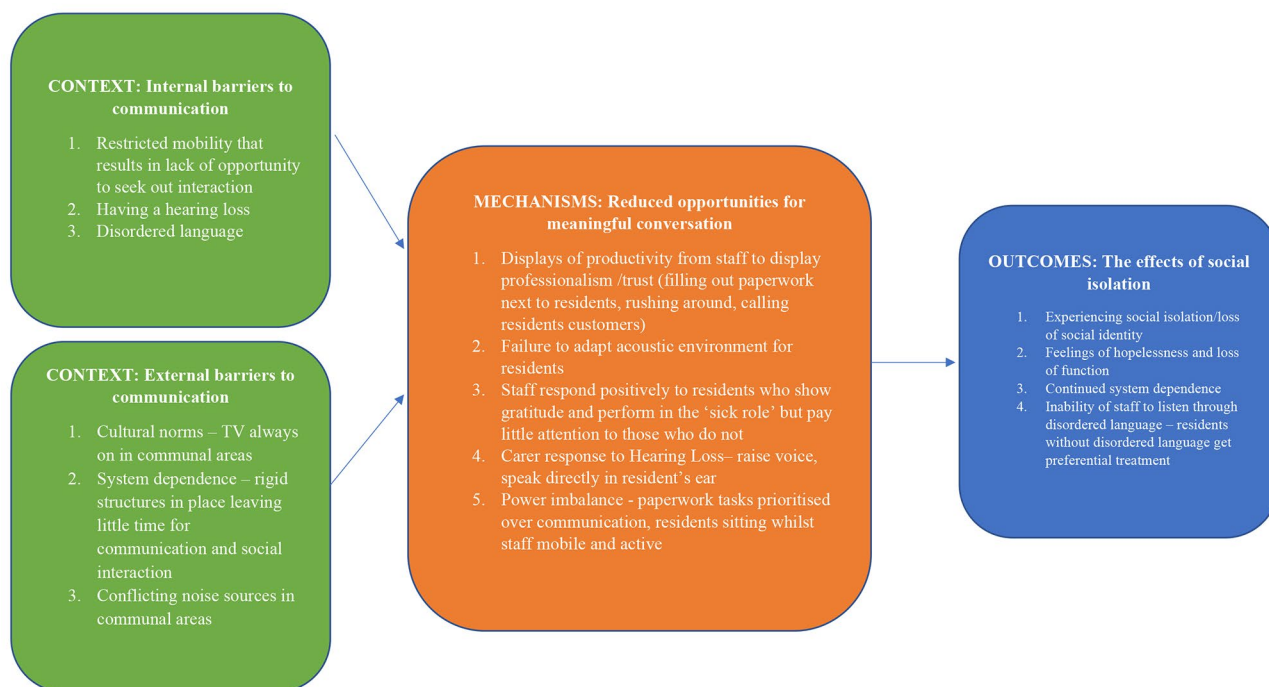 CONTEXT: Internal barriers to
communication
1. Restricted mobility that
results in lack of opportunity
to seek out interaction
2. Having a hearing loss
3. Disordered language
CONTEXT: External barriers to
communication
1. Cultural norms – TV always
on in communal areas
2. System dependence – rigid
structures in place leaving
little time for
communication and social
interaction
3. Conflicting noise sources in
communal areas
MECHANISMS: Reduced opportunities for
meaningful conversation
1. Displays of productivity from staff to display
professionalism /trust (filling out paperwork
next to residents, rushing around, calling
residents customers)
2. Failure to adapt acoustic environment for
residents
3. Staff respond positively to residents who show
gratitude and perform in the ‘sick role’ but pay
little attention to those who do not
4. Carer response to Hearing Loss– raise voice,
speak directly in resident’s ear
5. Power imbalance - paperwork tasks prioritised
over communication, residents sitting whilst
staff mobile and active
OUTCOMES: The effects of social
isolation
1. Experiencing social isolation/loss
of social identity
2. Feelings of hopelessness and loss
of function
3. Continued system dependence
4. Inability of staff to listen through
disordered language – residents
without disordered language get
preferential treatment